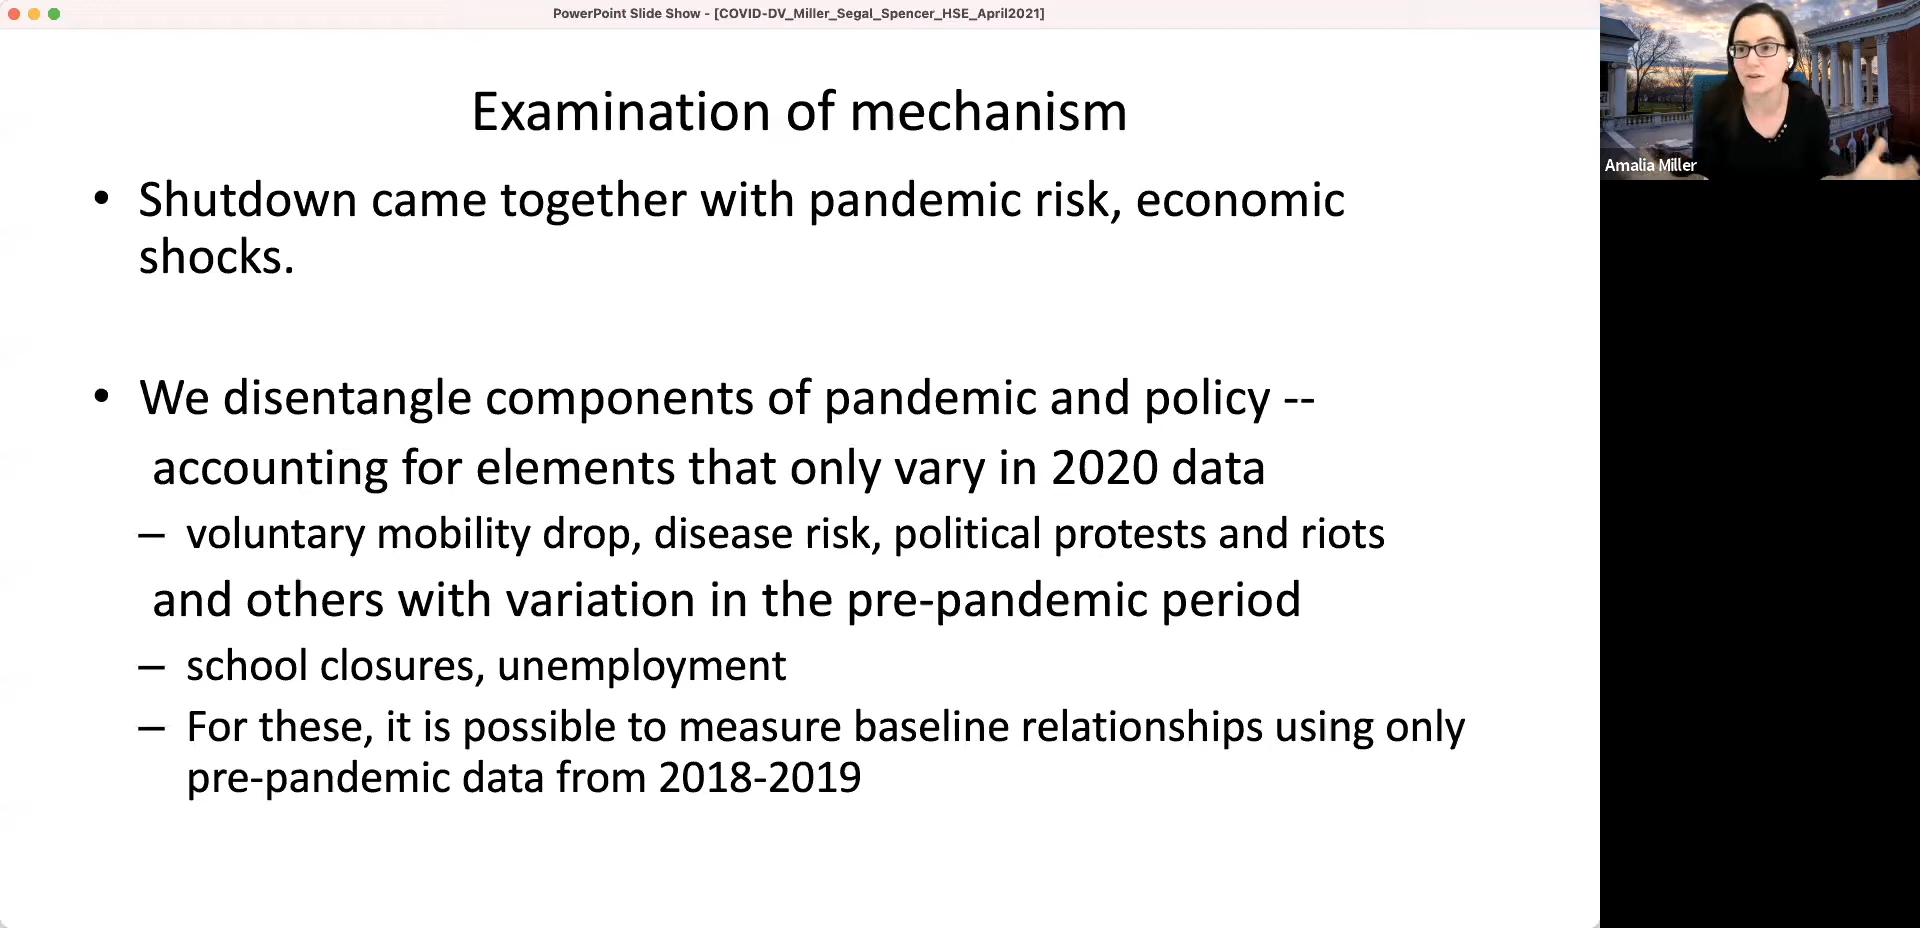 PowerPoint Slide Show - [COVID-DV_Miller_Segal_Spencer_HSE_April2021]
Amalia Miller
Examination of mechanism
• Shutdown came together with pandemic risk, economic
shocks.
• We disentangle components of pandemic and policy --
accounting for elements that only vary in 2020 data
– voluntary mobility drop, disease risk, political protests and riots
and others with variation in the pre-pandemic period
– school closures, unemployment
– For these, it is possible to measure baseline relationships using only
pre-pandemic data from 2018-2019